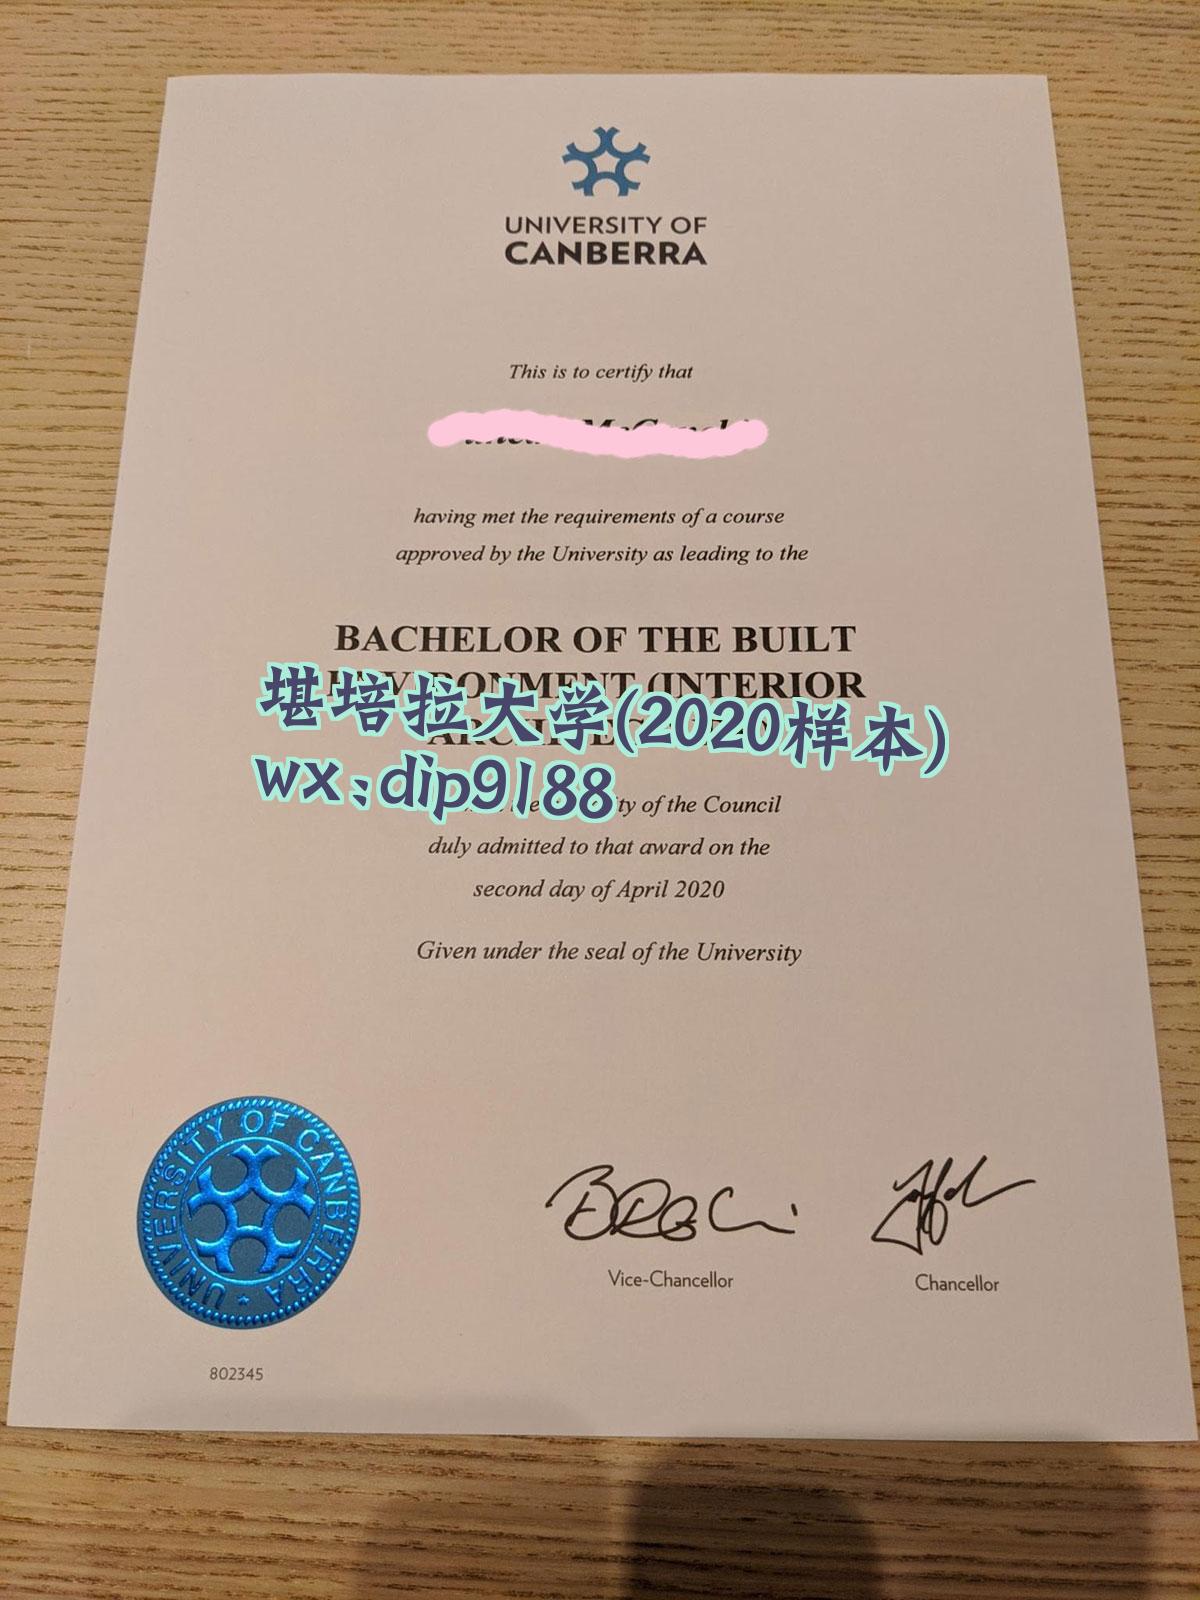 UNIVERSITY OF
CANBERRA
This is to certify that
having met the requirements of a course
approved by the University as leading to the
BACHELOR OF THE BUILT
ENVIRONMENT (INTERIOR
堪培拉大学(2020样本)
wx:dip9188
of the Council
duly admitted to that award on the
second day of April 2020
Given under the seal of the University
UNIVERSITY OF CANBERRA
Vice-Chancellor
Chancellor
802345